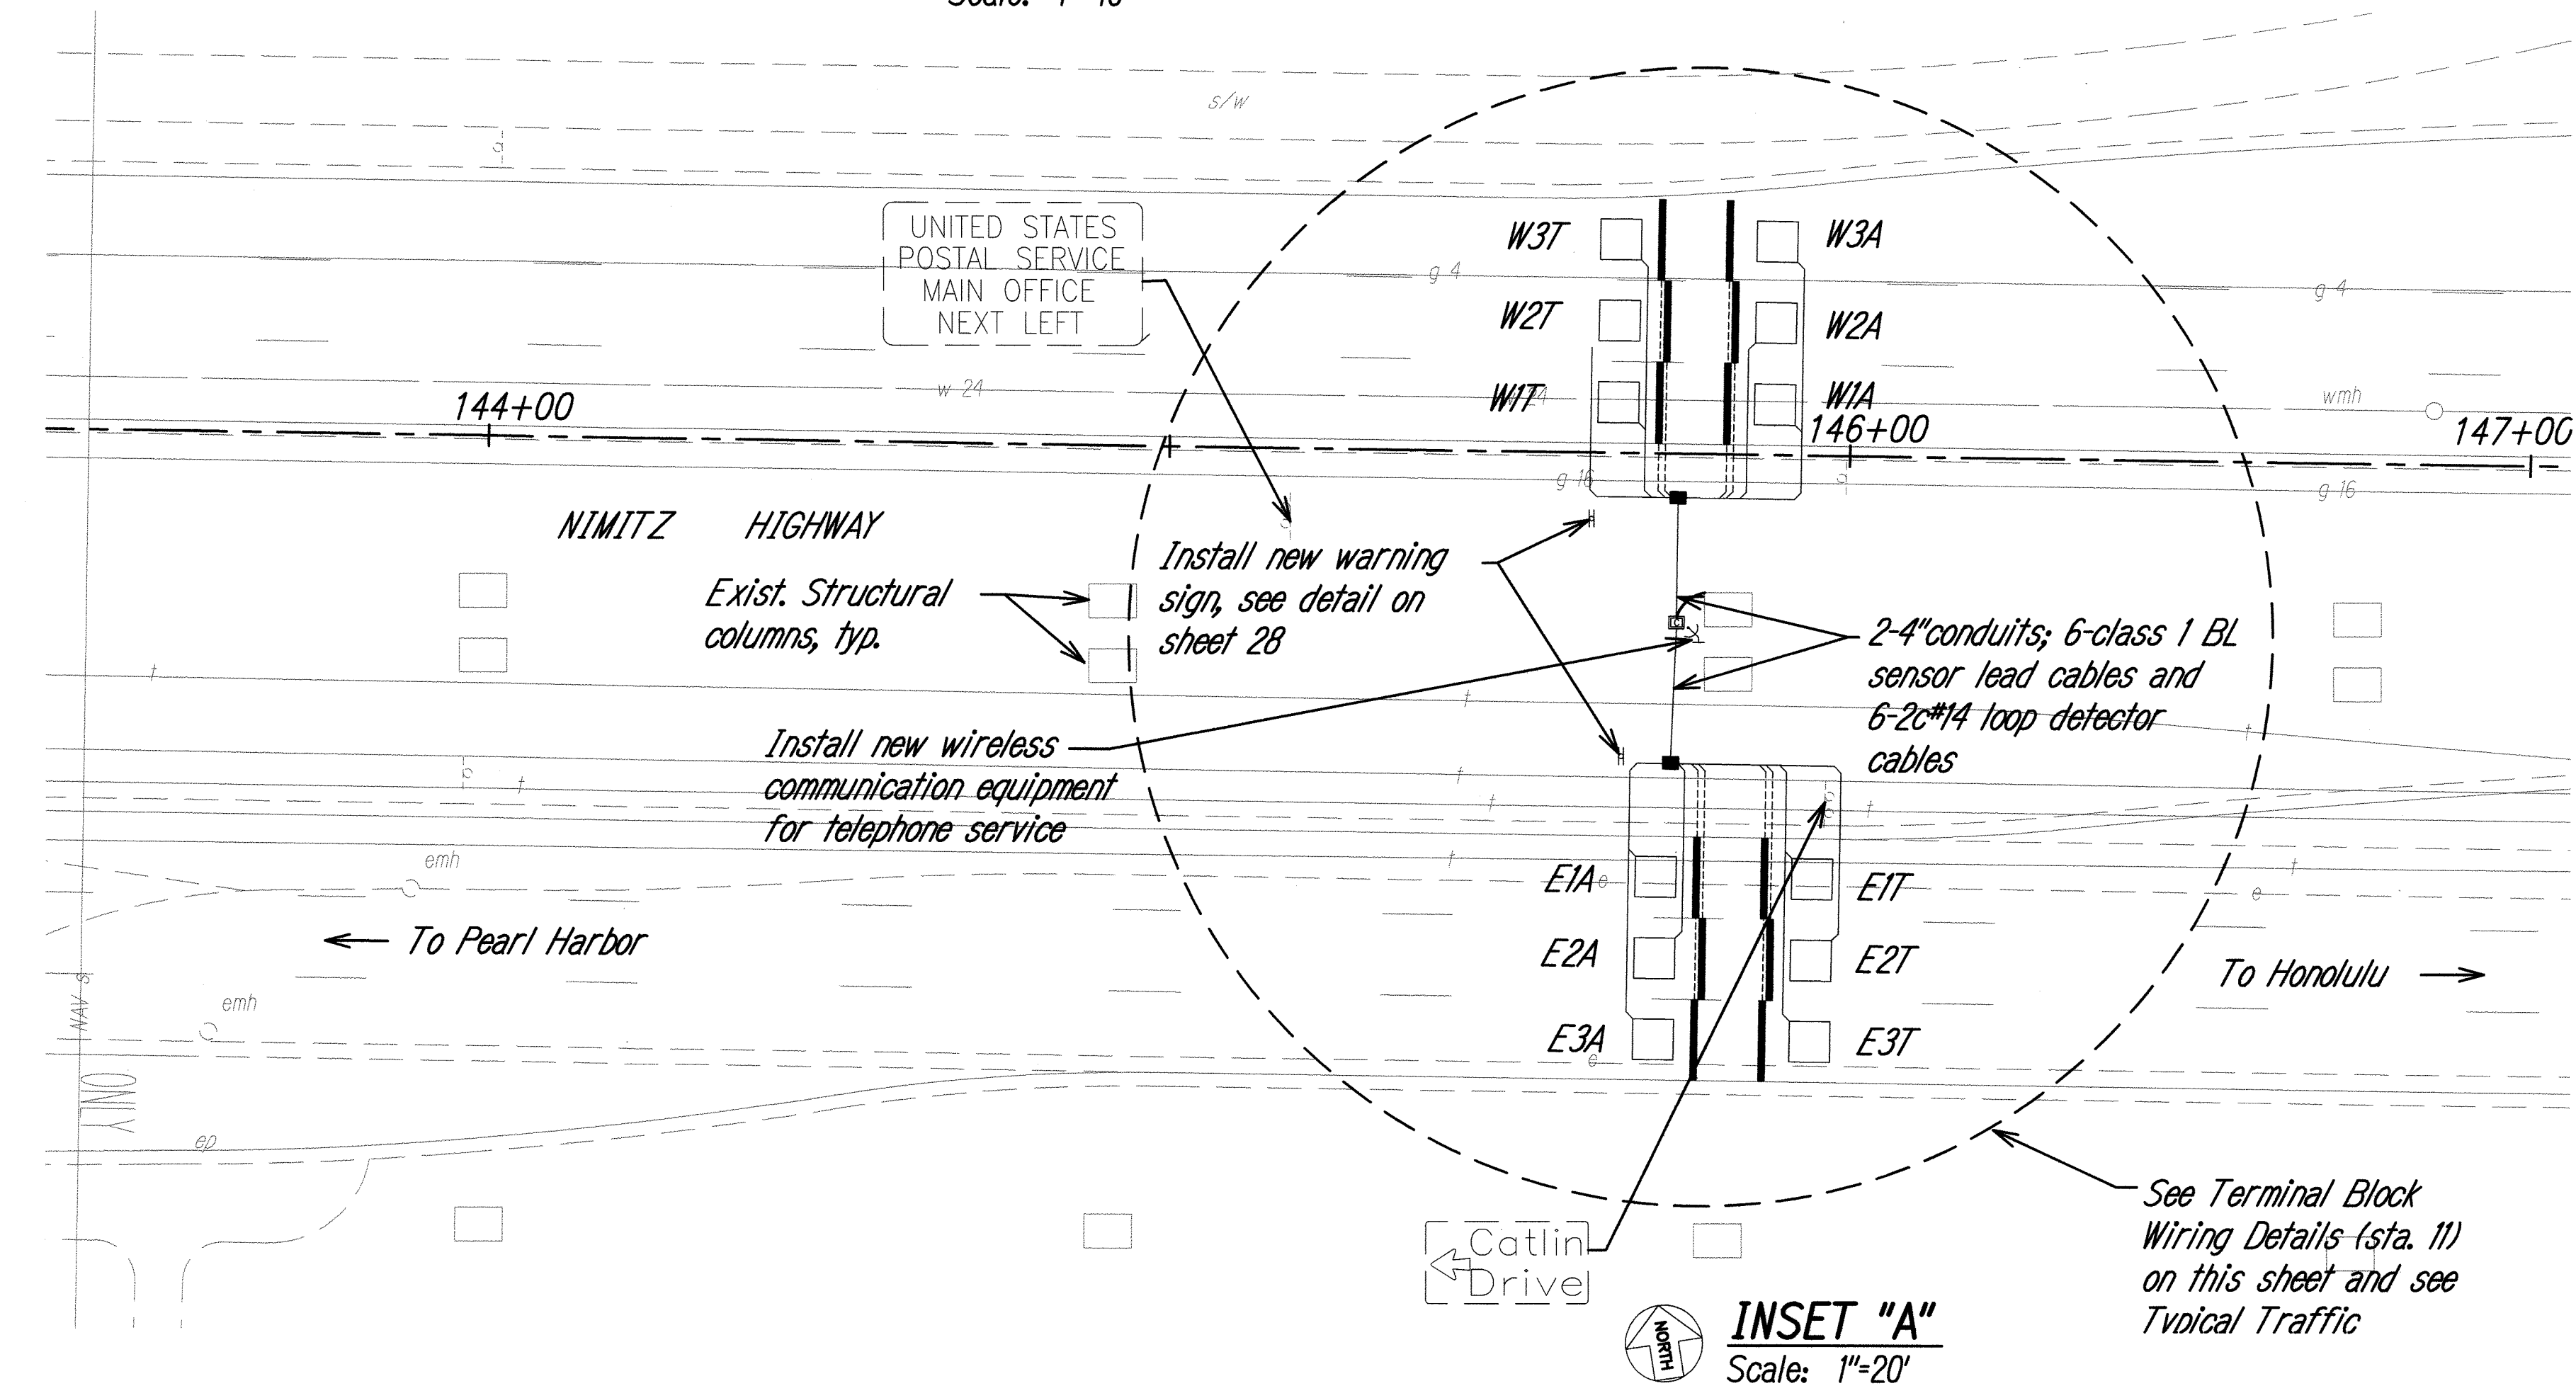 s/w
UNITED STATES
POSTAL SERVICE
MAIN OFFICE
NEXT LEFT
W3T
W3A
g 4
g 4
W2T
W2A
w 24
W1T
W1A
wmh
144+00
146+00
147+00
g 16
g 16
NIMITZ HIGHWAY
Exist. Structural
columns, typ.
Install new warning
sign, see detail on
sheet 28
2-4"conduits; 6-class 1 BL
sensor lead cables and
6-2c#14 loop detector
cables
Install new wireless
communication equipment
for telephone service
t
t
t
t
t
t
t
t
t
emh
E1A
e
E1T
e
To Pearl Harbor
E2A
E2T
To Honolulu
NAV s
emh
E3A
e
E3T
ONLY
ep
See Terminal Block
Wiring Details (sta. 11)
on this sheet and see
Typical Traffic
Catlin
Drive
NORTH
INSET "A"
Scale: 1"=20'